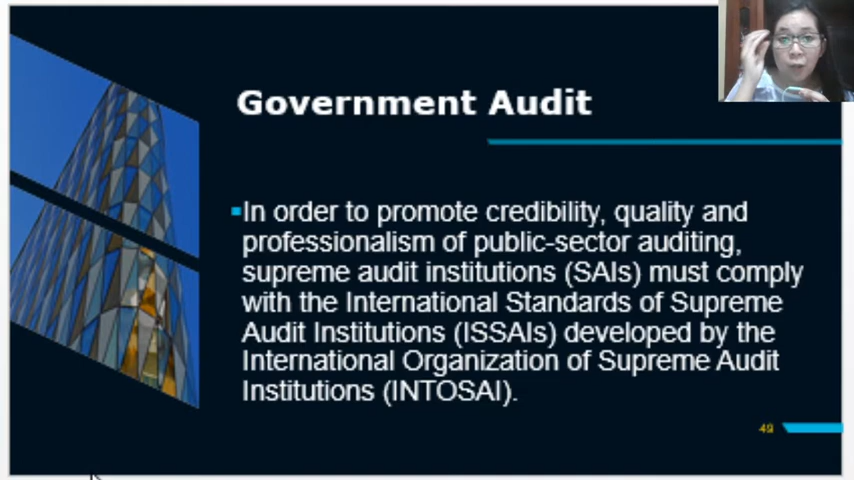 Government Audit
In order to promote credibility, quality and
professionalism of public-sector auditing,
supreme audit institutions (SAIs) must comply
with the International Standards of Supreme
Audit Institutions (ISSAIs) developed by the
International Organization of Supreme Audit
Institutions (INTOSAI).
49